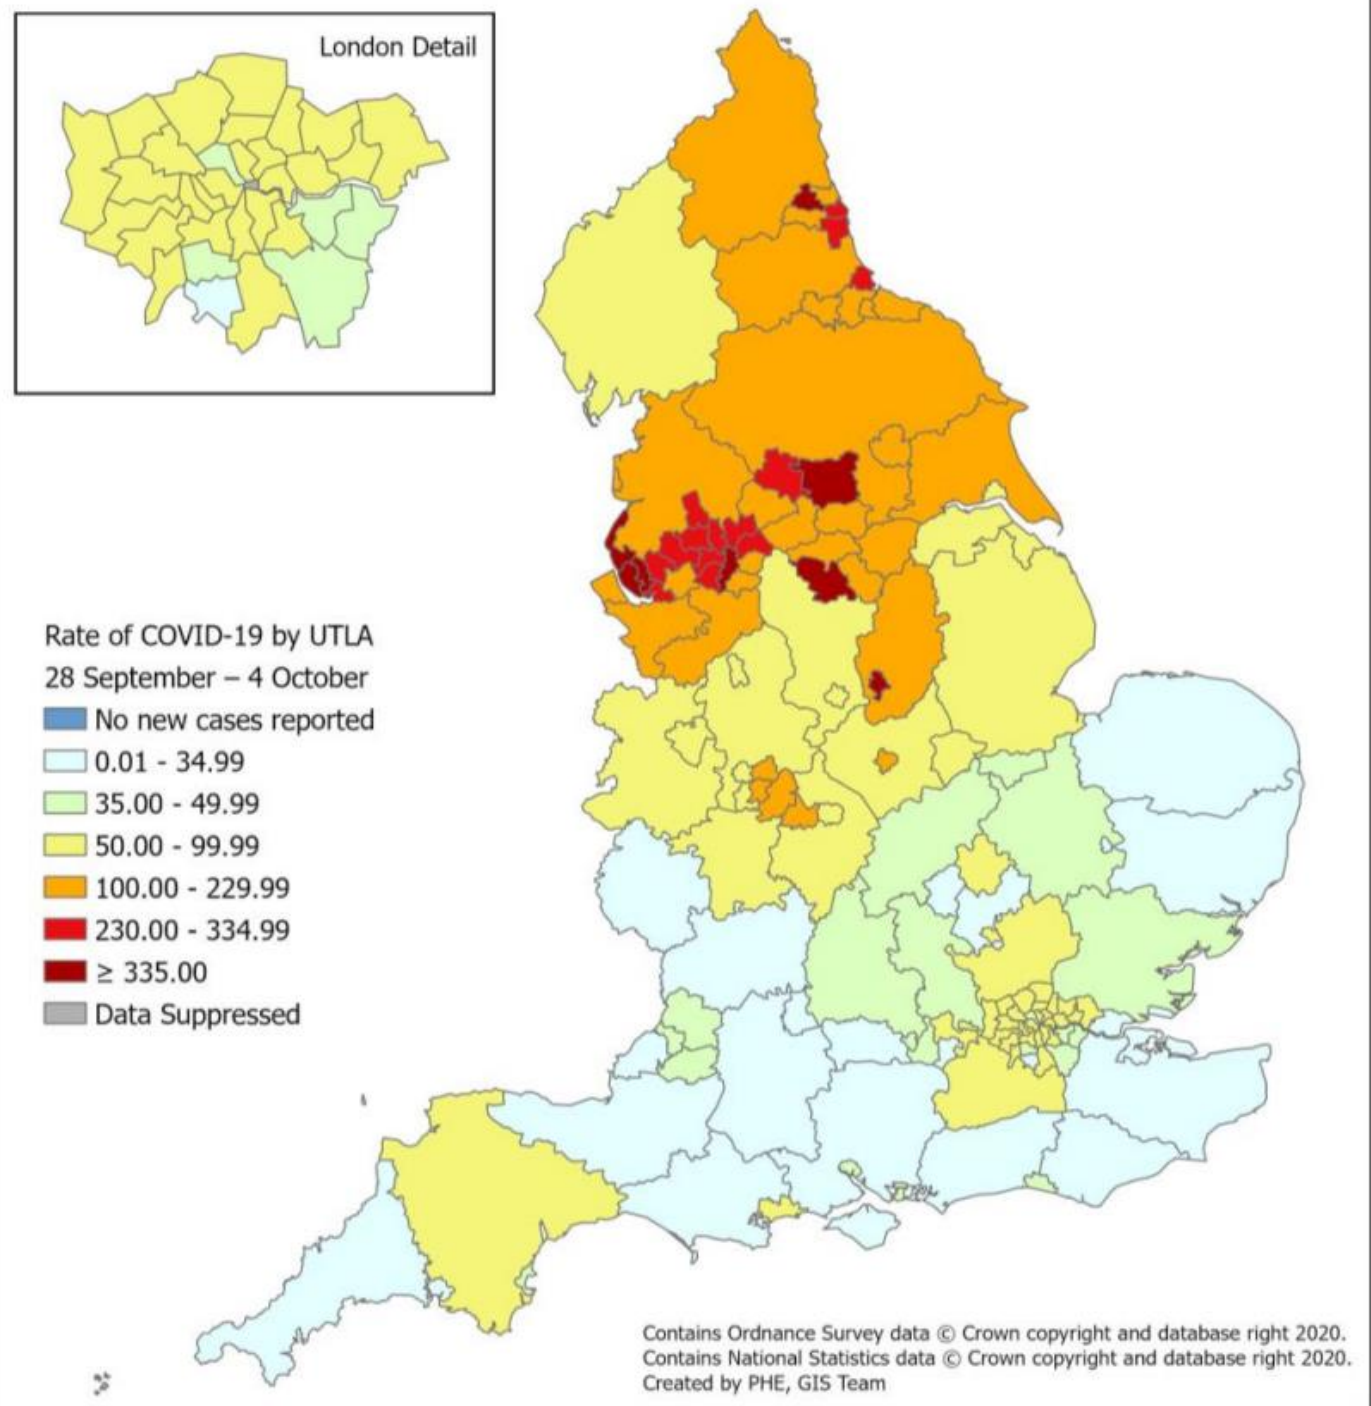 London Detail
Rate of COVID-19 by UTLA
28 September – 4 October
No new cases reported
0.01 - 34.99
35.00 - 49.99
50.00 - 99.99
100.00 - 229.99
230.00 - 334.99
≥ 335.00
Data Suppressed
Contains Ordnance Survey data © Crown copyright and database right 2020.
Contains National Statistics data © Crown copyright and database right 2020.
Created by PHE, GIS Team